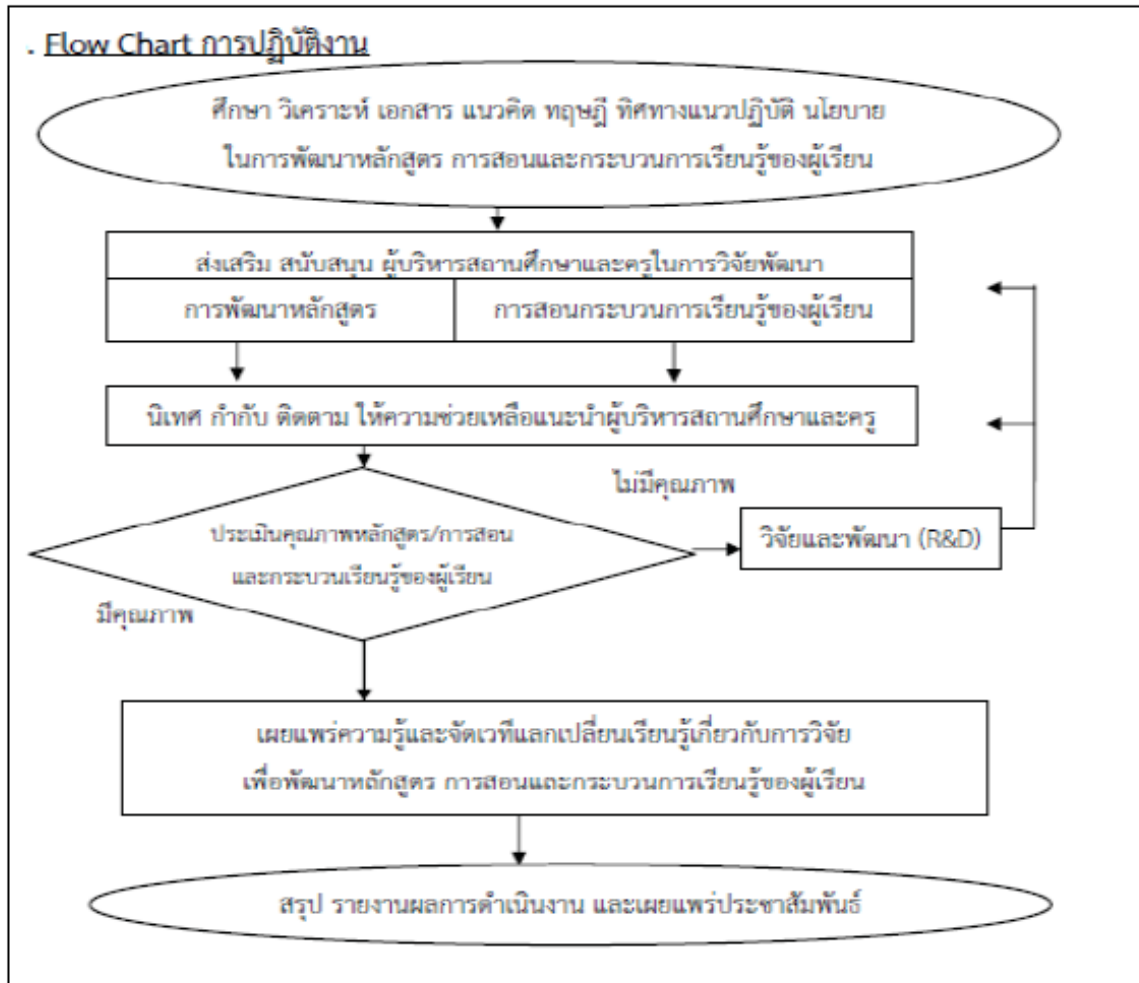 . Flow Chart การปฏิบัติงาน
ศึกษา วิเคราะห์ เอกสาร แนวคิด ทฤษฎี ทิศทางแนวปฏิบัติ นโยบาย
ในการพัฒนาหลักสูตร การสอนและกระบวนการเรียนรู้ของผู้เรียน
ส่งเสริม สนับสนุน ผู้บริหารสถานศึกษาและครูในการวิจัยพัฒนา
การพัฒนาหลักสูตร
การสอนกระบวนการเรียนรู้ของผู้เรียน
นิเทศ กำกับ ติดตาม ให้ความช่วยเหลือแนะนำผู้บริหารสถานศึกษาและครู
ไม่มีคุณภาพ
ประเมินคุณภาพหลักสูตร/การสอน
และกระบวนเรียนรู้ของผู้เรียน
วิจัยและพัฒนา (R&D)
มีคุณภาพ
เผยแพร่ความรู้และจัดเวทีแลกเปลี่ยนเรียนรู้เกี่ยวกับการวิจัย
เพื่อพัฒนาหลักสูตร การสอนและกระบวนการเรียนรู้ของผู้เรียน
สรุป รายงานผลการดำเนินงาน และเผยแพร่ประชาสัมพันธ์